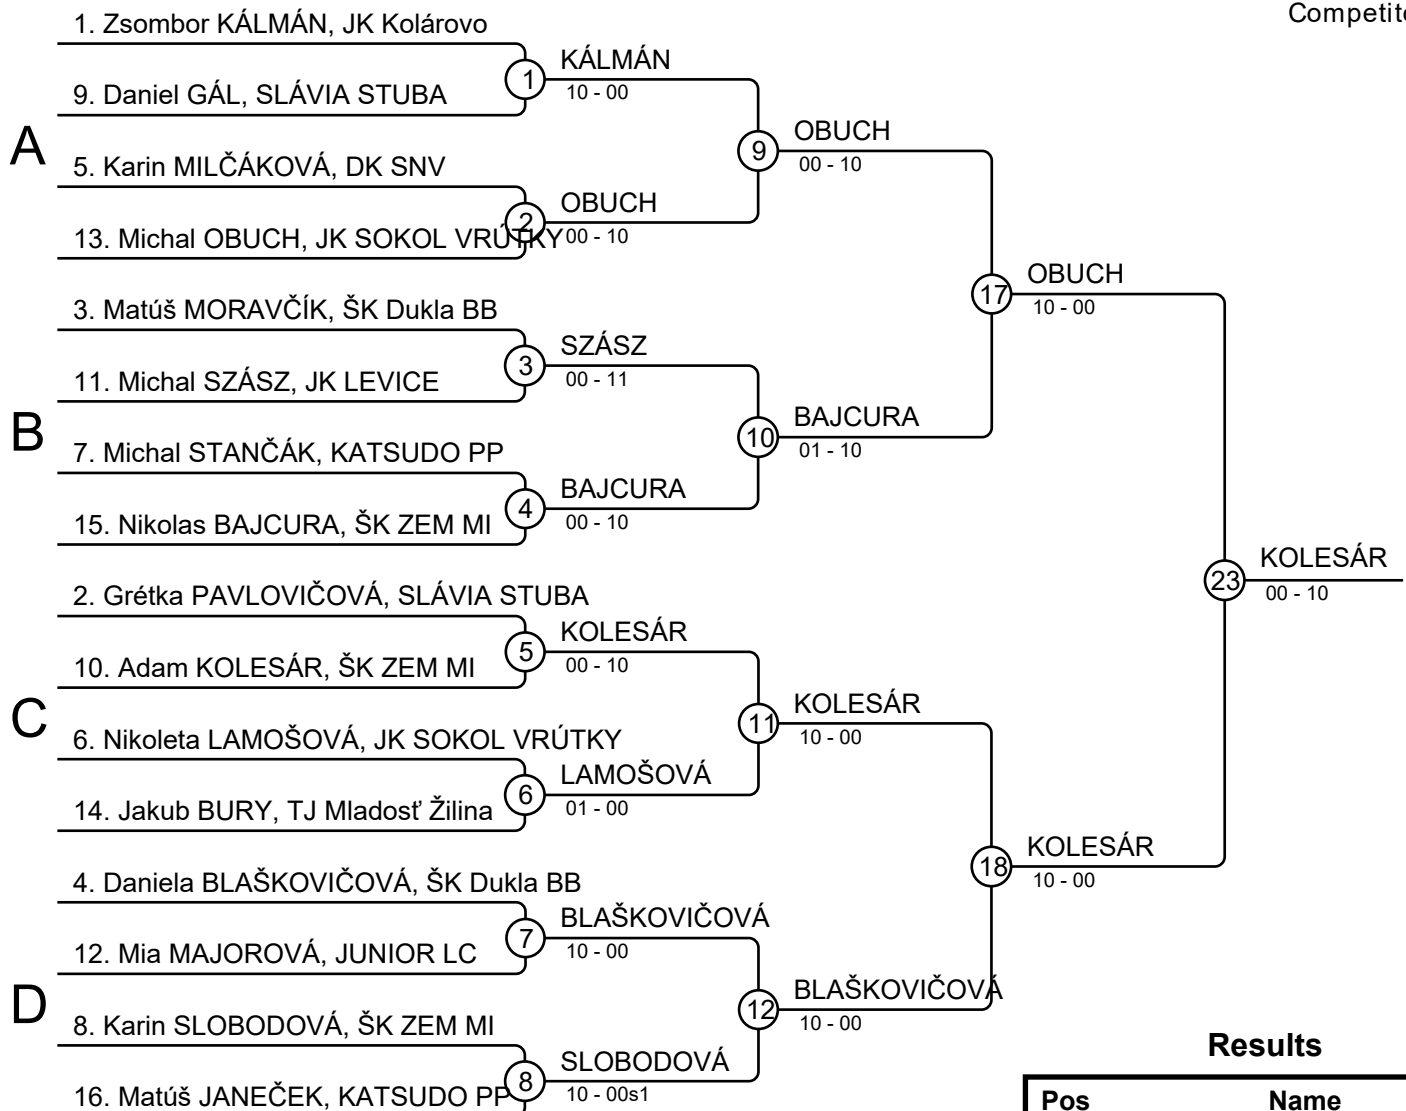 Competit
1. Zsombor KÁLMÁN, JK Kolárovo
1
KÁLMÁN
10 - 00
9. Daniel GÁL, SLÁVIA STUBA
A
9
OBUCH
00 - 10
5. Karin MILČÁKOVÁ, DK SNV
2
OBUCH
00 - 10
13. Michal OBUCH, JK SOKOL VRÚTKY
17
OBUCH
10 - 00
3. Matúš MORAVČÍK, ŠK Dukla BB
3
SZÁSZ
00 - 11
11. Michal SZÁSZ, JK LEVICE
B
10
BAJCURA
01 - 10
7. Michal STANČÁK, KATSUDO PP
4
BAJCURA
00 - 10
15. Nikolas BAJCURA, ŠK ZEM MI
23
KOLESÁR
00 - 10
2. Grétka PAVLOVIČOVÁ, SLÁVIA STUBA
5
KOLESÁR
00 - 10
10. Adam KOLESÁR, ŠK ZEM MI
C
11
KOLESÁR
10 - 00
6. Nikoleta LAMOŠOVÁ, JK SOKOL VRÚTKY
6
LAMOŠOVÁ
01 - 00
14. Jakub BURY, TJ Mladosť Žilina
18
KOLESÁR
10 - 00
4. Daniela BLAŠKOVIČOVÁ, ŠK Dukla BB
7
BLAŠKOVIČOVÁ
10 - 00
12. Mia MAJOROVÁ, JUNIOR LC
D
12
BLAŠKOVIČOVÁ
10 - 00
8. Karin SLOBODOVÁ, ŠK ZEM MI
8
SLOBODOVÁ
10 - 00s1
16. Matúš JANEČEK, KATSUDO PP
Results
Pos Name